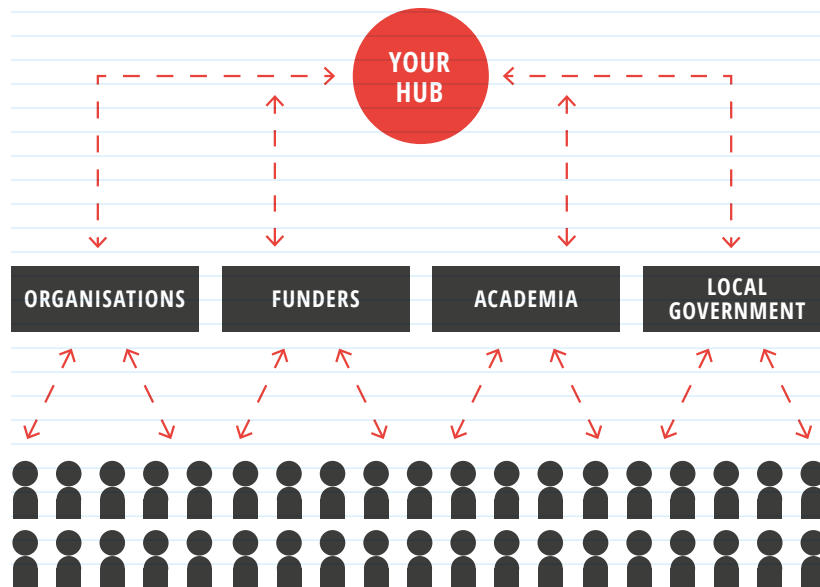 YOUR
HUB
ORGANISATIONS
FUNDERS
ACADEMIA
LOCAL
GOVERNMENT